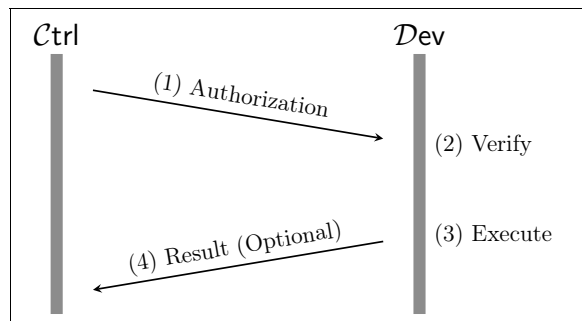 Ctrl
Dev
(1) Authorization
(2) Verify
(3) Execute
(4) Result (Optional)